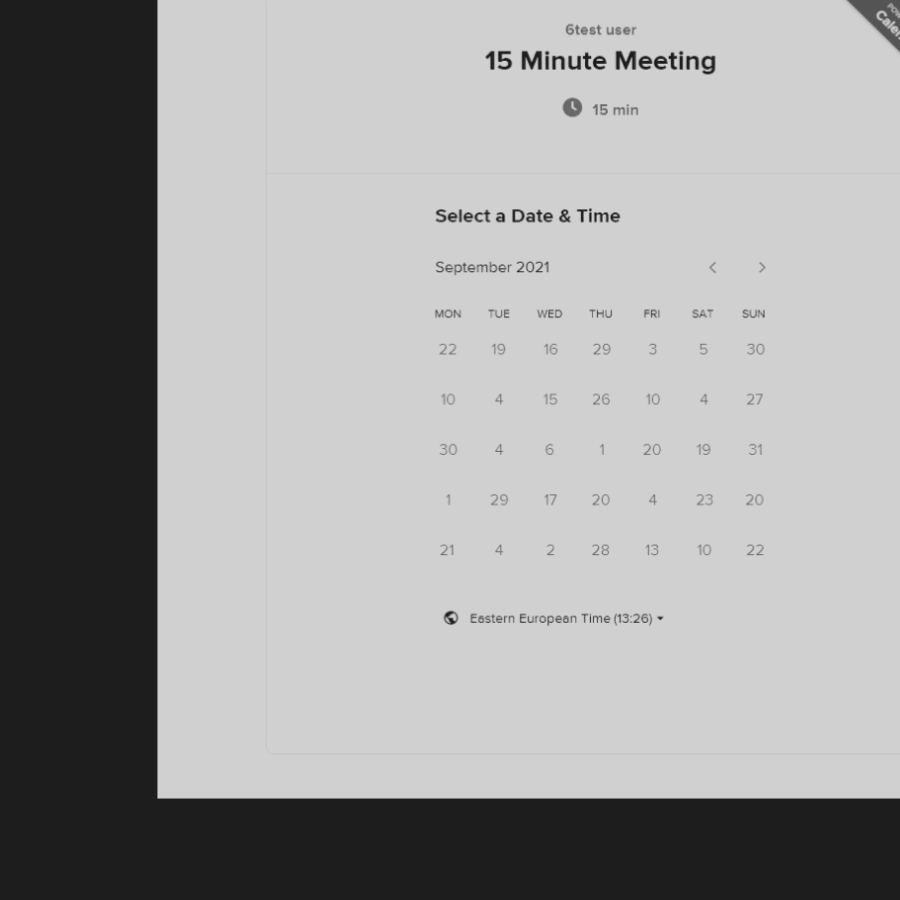 6test user
15 Minute Meeting
15 min
Select a Date & Time
September 2021
MON TUE WED THU FRI SAT SUN
22 19 16 29 3 5 30
10 4 15 26 10 4 27
30 4 6 1 20 19 31
1 29 17 20 4 23 20
21 4 2 28 13 10 22
Eastern European Time (13:26)